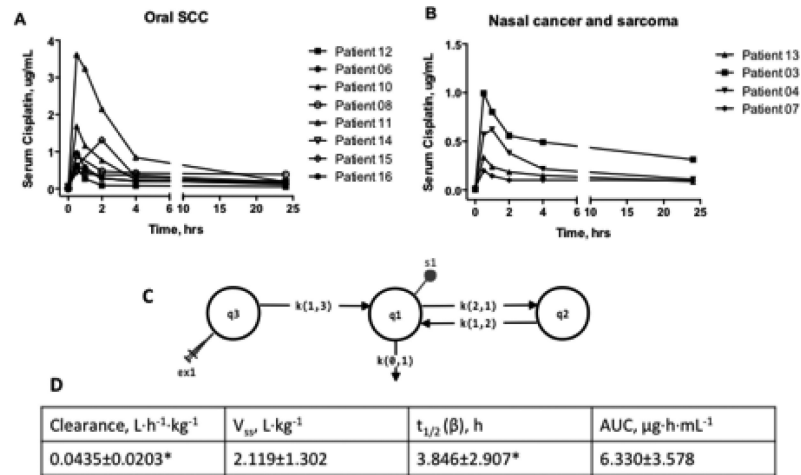 A
Oral SCC
Serum Cisplatin, ug/mL
4
3
2
1
0
0 2 4 6 10 15 20 25
Time, hrs
Patient 12
Patient 06
Patient 10
Patient 08
Patient 11
Patient 14
Patient 15
Patient 16
B
Nasal cancer and sarcoma
Serum Cisplatin, ug/mL
1.5
1.0
0.5
0.0
0 2 4 6 10 15 20 25
Time, hrs
Patient 13
Patient 03
Patient 04
Patient 07
C
s1
q3 k(1,3) q1 k(2,1) q2
k(1,2)
ex1 k(0,1)
D
Clearance, L·h⁻¹·kg⁻¹ Vss, L·kg⁻¹ t1/2 (β), h AUC, µg·h·mL⁻¹
0.0435±0.0203* 2.119±1.302 3.846±2.907* 6.330±3.578